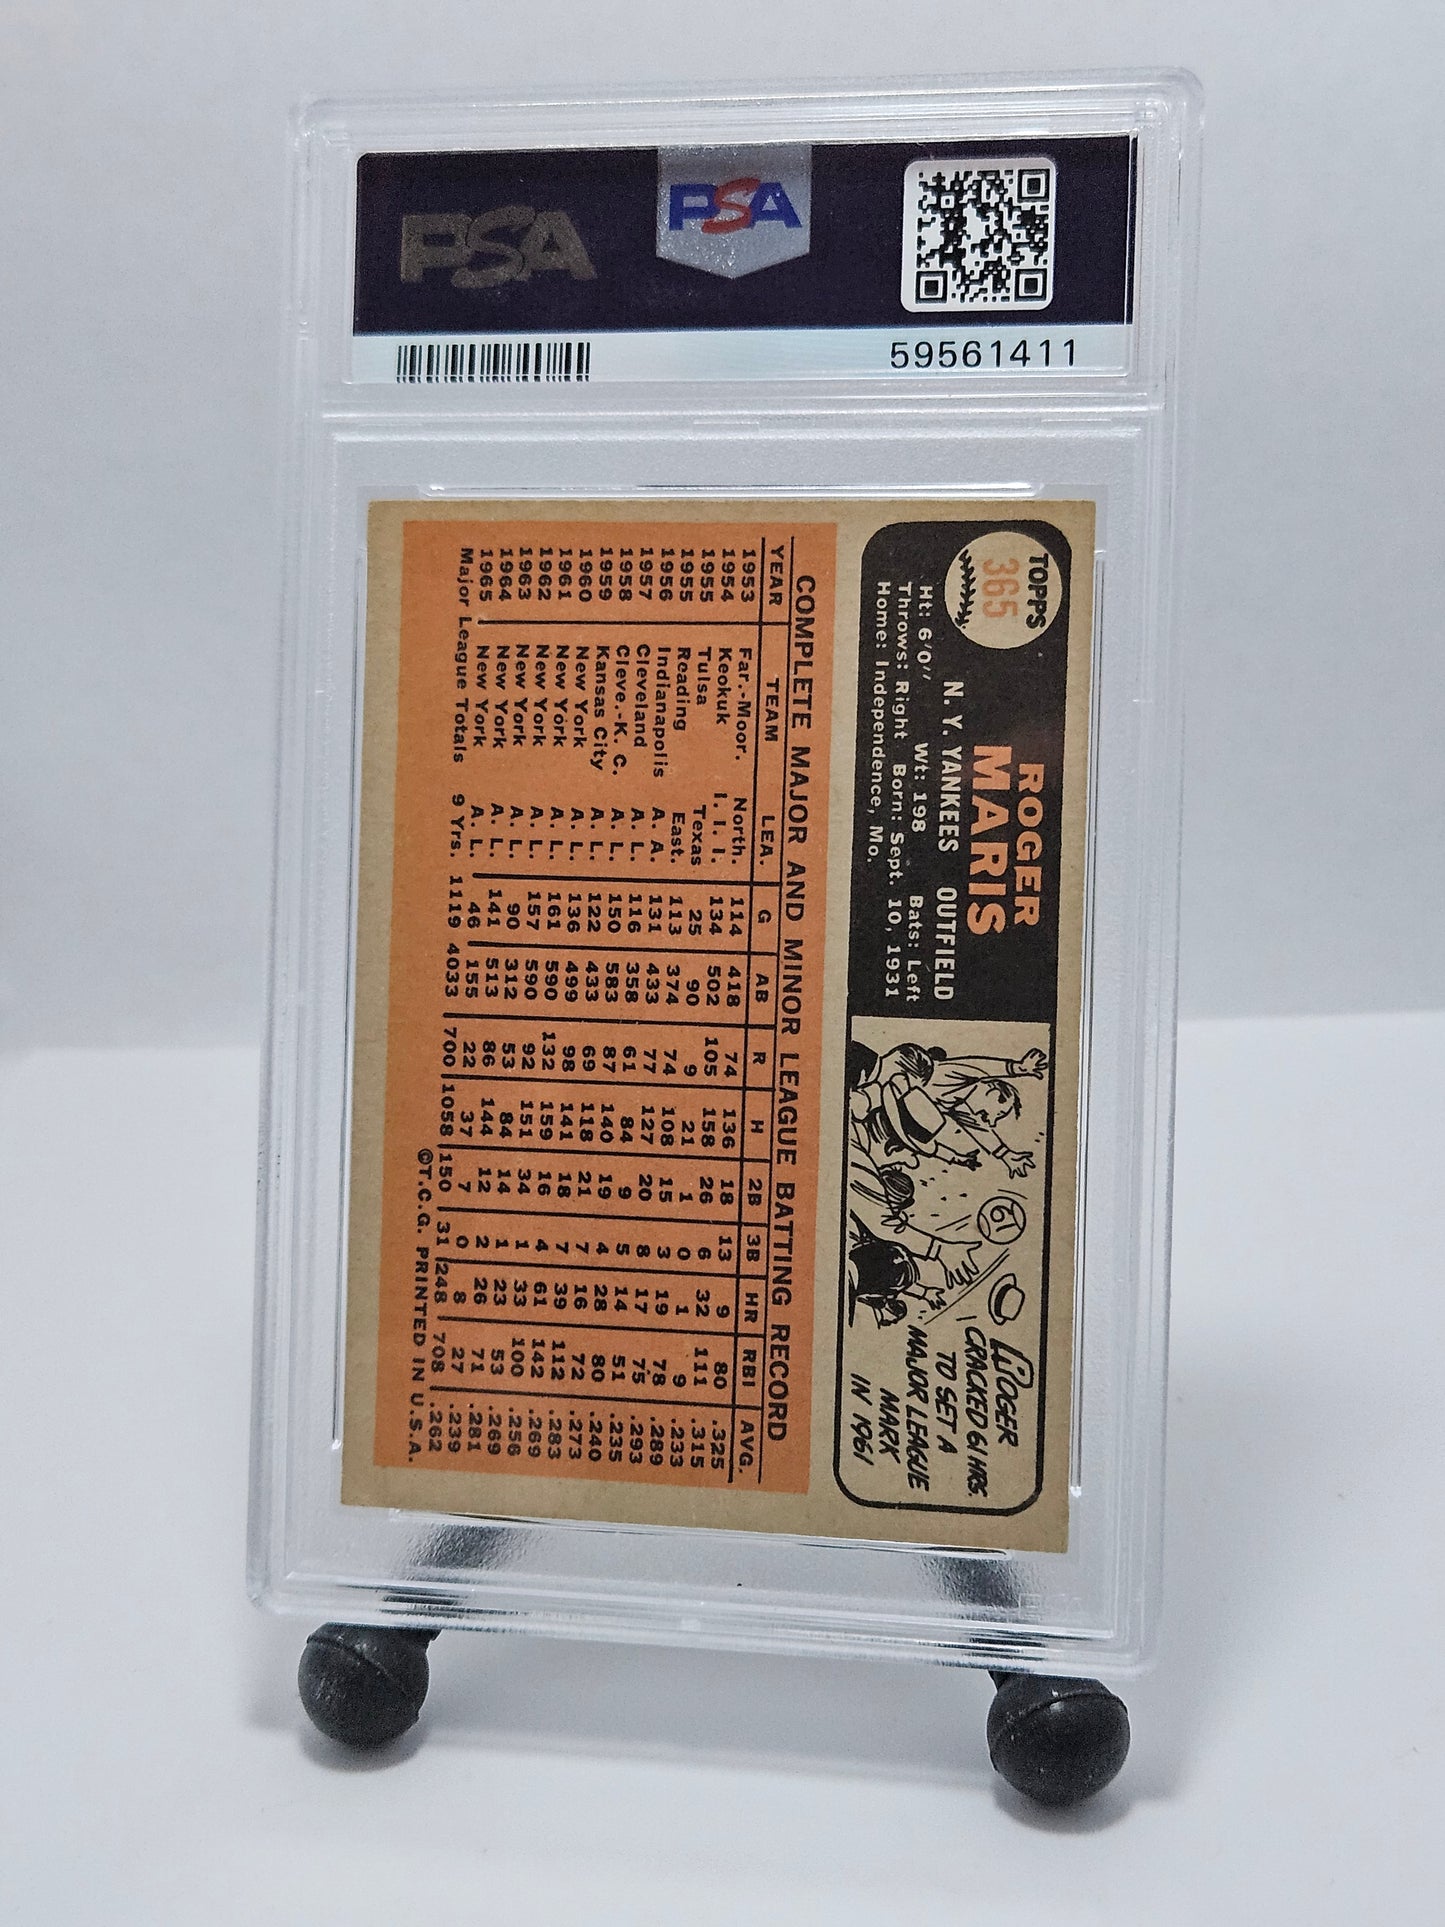 PSA
PSA
59561411
TOPPS
365
ROGER
MARIS
N. Y. YANKEES OUTFIELD
Ht: 6'0" Wt: 198 Bats: Left
Throws: Right Born: Sept. 10, 1931
Home: Independence, Mo.
61
ROGER
CRACKED 61 HRS.
TO SET A
MAJOR LEAGUE
MARK
IN 1961
COMPLETE MAJOR AND MINOR LEAGUE BATTING RECORD
YEAR TEAM LEA. G AB R H 2B 3B HR RBI AVG.
1953 Far.-Moor. North. 114 418 74 136 18 13 9 80 .325
1954 Keokuk I. I. I. 134 502 105 158 26 6 32 111 .315
1955 Tulsa Texas 25 90 9 21 1 0 1 9 .233
1955 Reading East. 113 374 74 108 15 3 19 78 .289
1956 Indianapolis A. A. 131 433 77 127 20 8 17 75 .293
1957 Cleveland A. L. 116 358 61 84 9 5 14 51 .235
1958 Cleve.-K. C. A. L. 150 583 87 140 19 4 28 80 .240
1959 Kansas City A. L. 122 433 69 118 21 7 16 72 .273
1960 New York A. L. 136 499 98 141 18 7 39 112 .283
1961 New York A. L. 161 590 132 159 16 4 61 142 .269
1962 New York A. L. 157 590 92 151 34 1 33 100 .256
1963 New York A. L. 90 312 53 84 14 1 23 53 .269
1964 New York A. L. 141 513 86 144 12 2 26 71 .281
1965 New York A. L. 46 155 22 37 7 0 8 27 .239
Major League Totals 9 Yrs. 1119 4033 700 1058 150 31 248 708 .262
©T.C.G. PRINTED IN U.S.A.